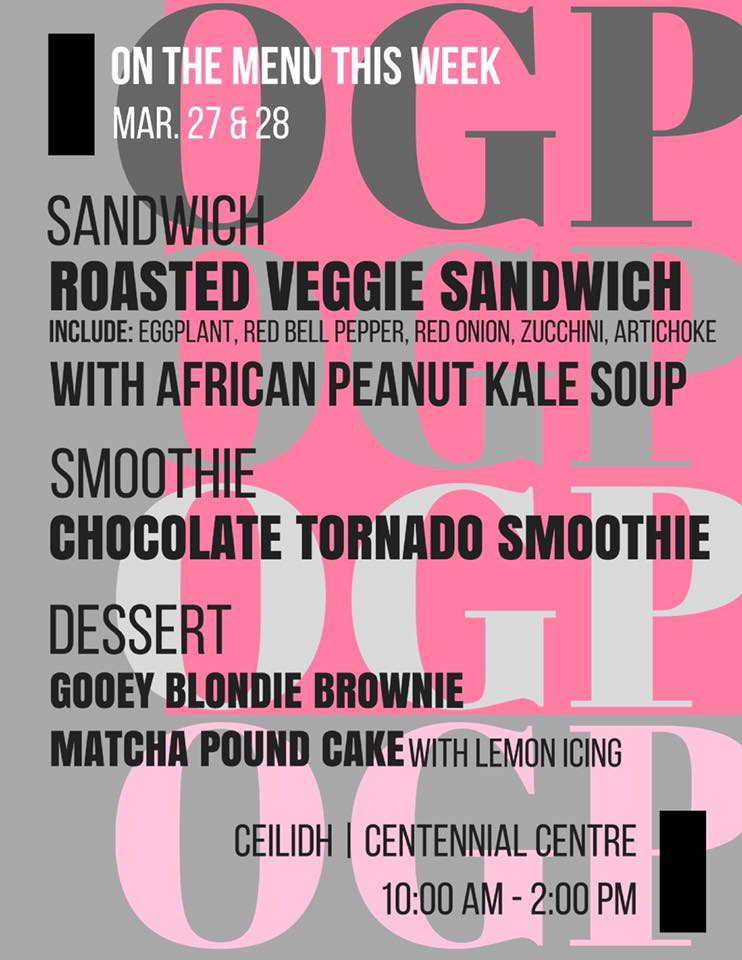 OGP
ON THE MENU THIS WEEK
MAR. 27 & 28
SANDWICH
OGP
ROASTED VEGGIE SANDWICH
INCLUDE: EGGPLANT, RED BELL PEPPER, RED ONION, ZUCCHINI, ARTICHOKE
WITH AFRICAN PEANUT KALE SOUP
SMOOTHIE
OGP
CHOCOLATE TORNADO SMOOTHIE
DESSERT
GOOEY BLONDIE BROWNIE
OGP
MATCHA POUND CAKE WITH LEMON ICING
CEILIDH | CENTENNIAL CENTRE
10:00 AM - 2:00 PM